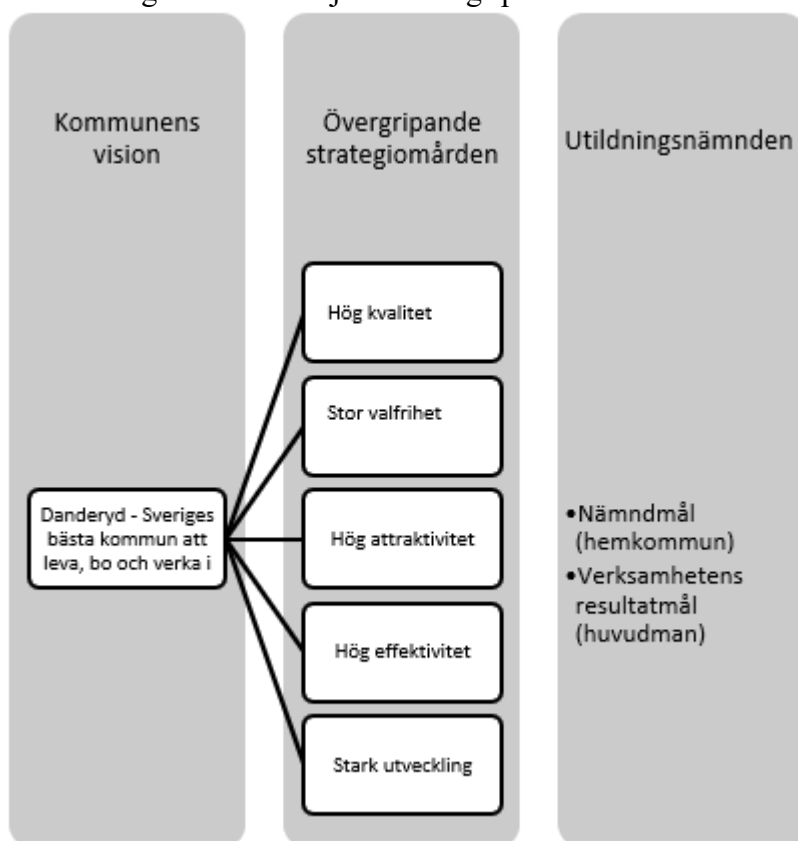 Kommunens
vision
Övergripande
strategiomården
Utildningsnämnden
Hög kvalitet
Stor valfrihet
Danderyd - Sveriges
bästa kommun att
leva, bo och verka i
Hög attraktivitet
Hög effektivitet
Stark utveckling
•Nämndmål
(hemkommun)
•Verksamhetens
resultatmål
(huvudman)